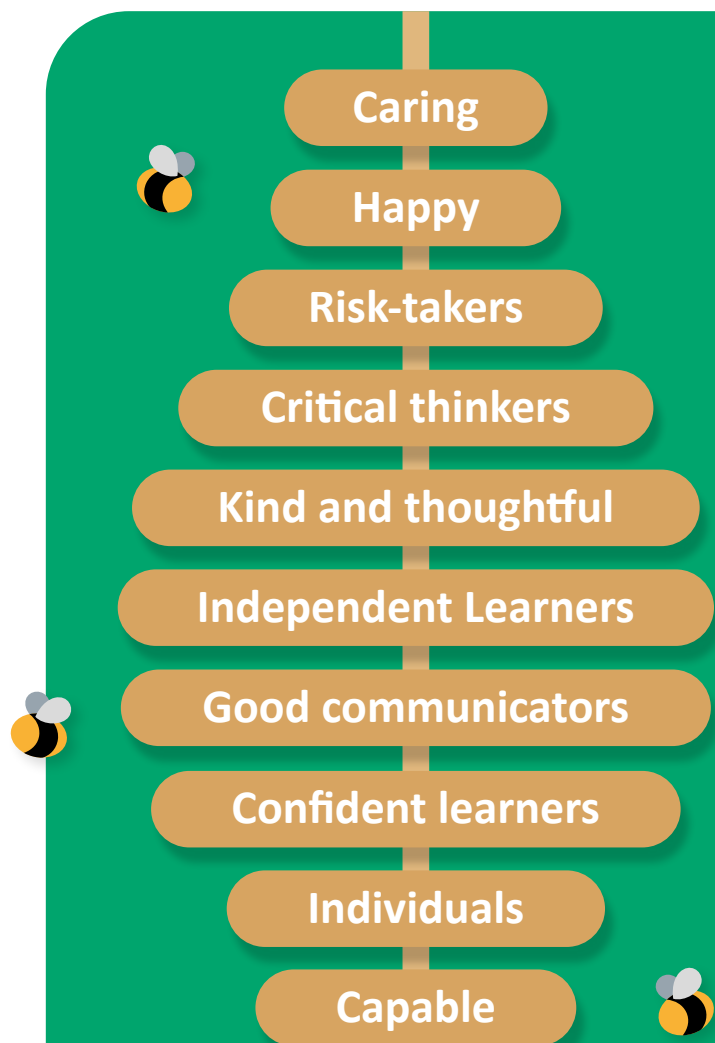 Caring
Happy
Risk-takers
Critical thinkers
Kind and thoughtful
Independent Learners
Good communicators
Confident learners
Individuals
Capable